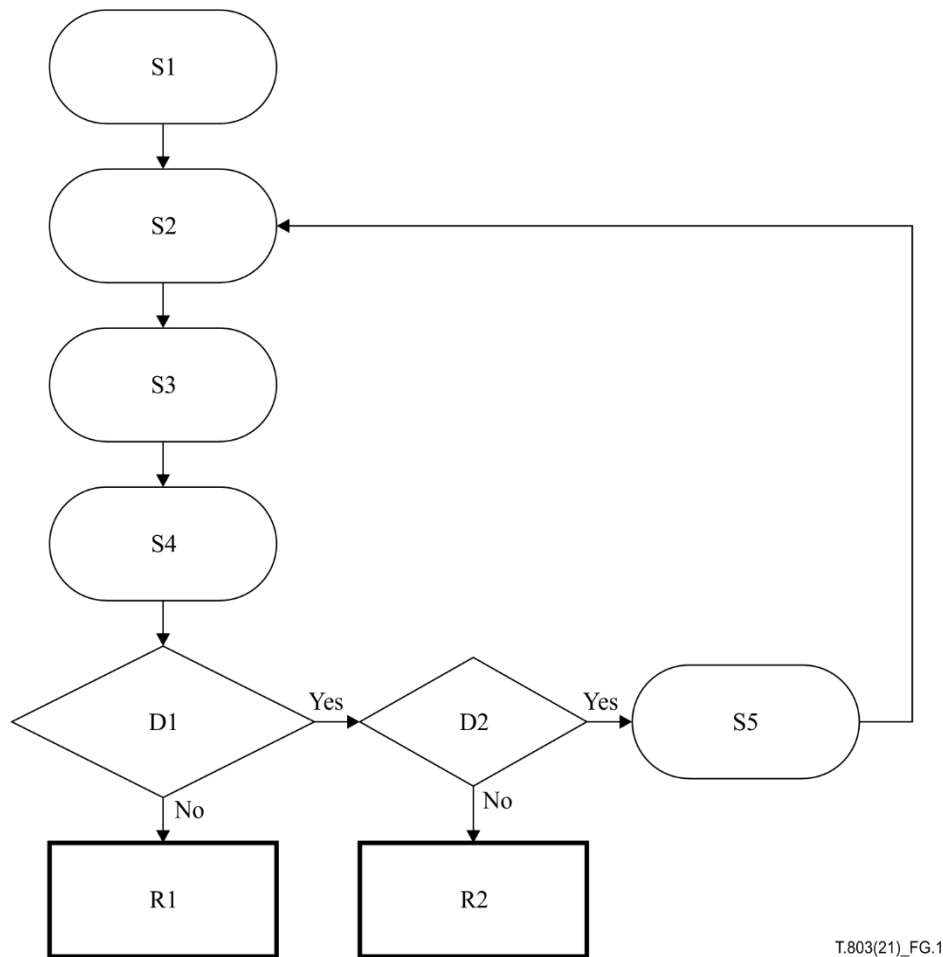 S1
S2
S3
S4
D1
Yes
D2
Yes
S5
No
No
R1
R2
T.803(21)_FG.1